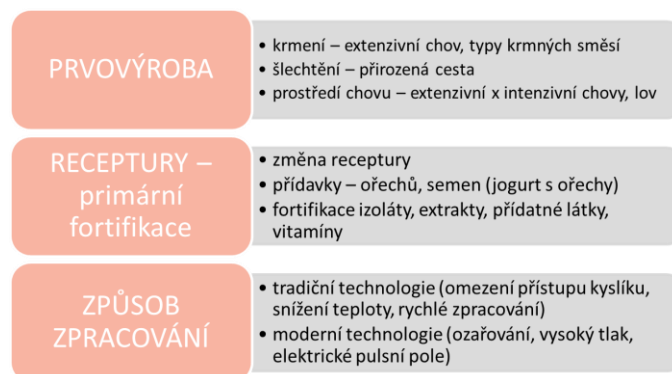 PRVOVÝROBA
• krmení – extenzivní chov, typy krmných směsí
• šlechtění – přirozená cesta
• prostředí chovu – extenzivní x intenzivní chovy, lov
RECEPTURY –
primární
fortifikace
• změna receptury
• přídavky – ořechů, semen (jogurt s ořechy)
• fortifikace izoláty, extrakty, přídatné látky,
vitamíny
ZPŮSOB
ZPRACOVÁNÍ
• tradiční technologie (omezení přístupu kyslíku,
snížení teploty, rychlé zpracování)
• moderní technologie (ozařování, vysoký tlak,
elektrické pulsní pole)